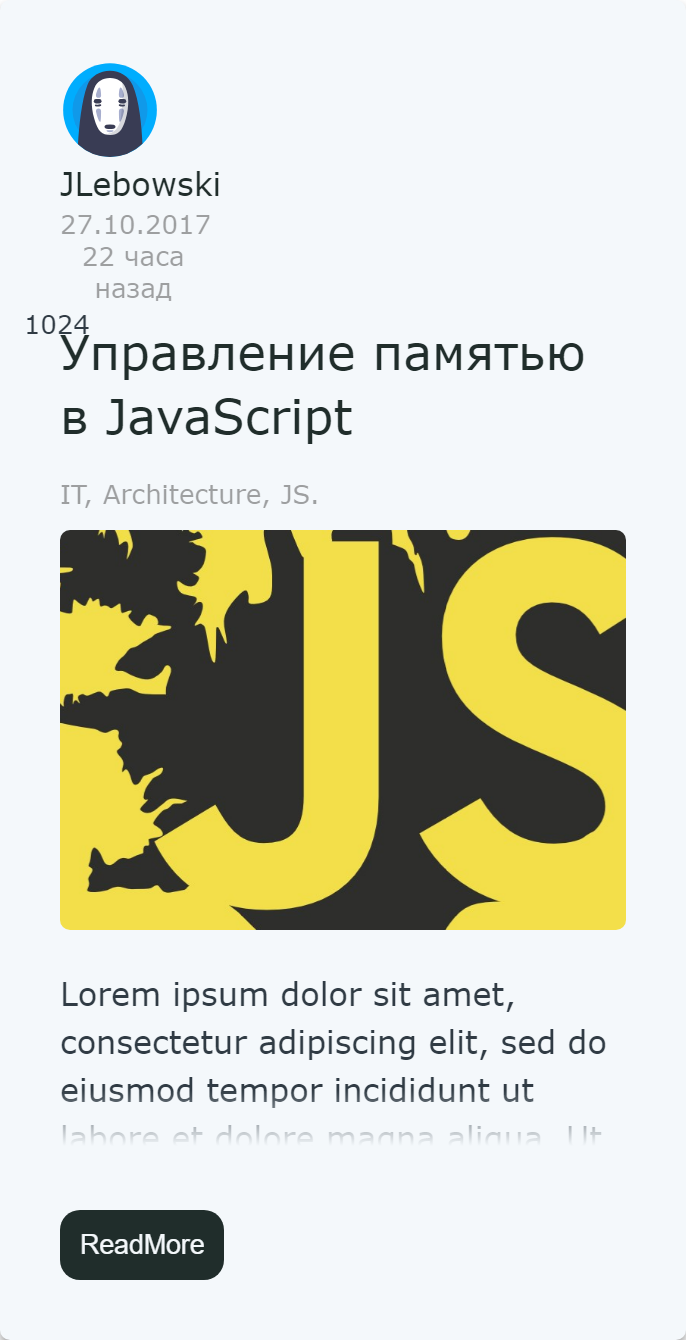 JLebowski
27.10.2017
22 часа
назад
1024
Управление памятью
в JavaScript
IT, Architecture, JS.
JS
Lorem ipsum dolor sit amet,
consectetur adipiscing elit, sed do
eiusmod tempor incididunt ut
labore et dolore magna aliqua. Ut
ReadMore